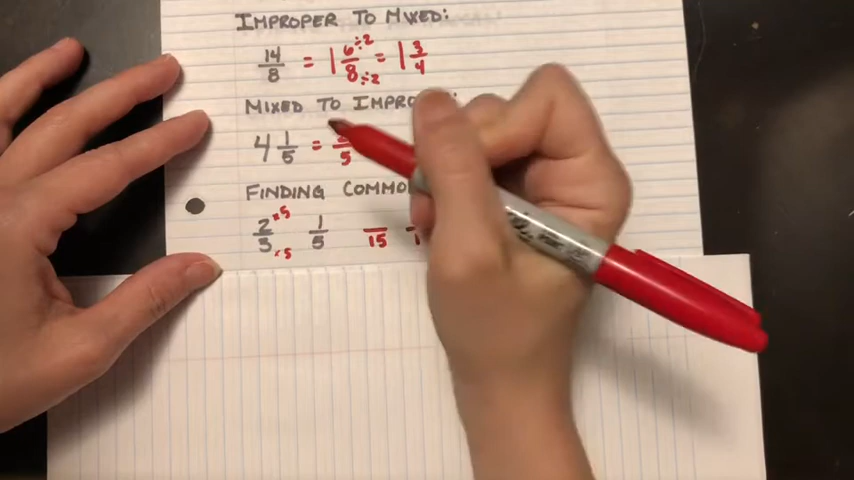 IMPROPER TO MIXED:
14/8 = 1 6÷2/8÷2 = 1 3/4
MIXED TO IMPRO
4 1/5 = /5
FINDING COMMO
2×5/3×5 1/5 /15